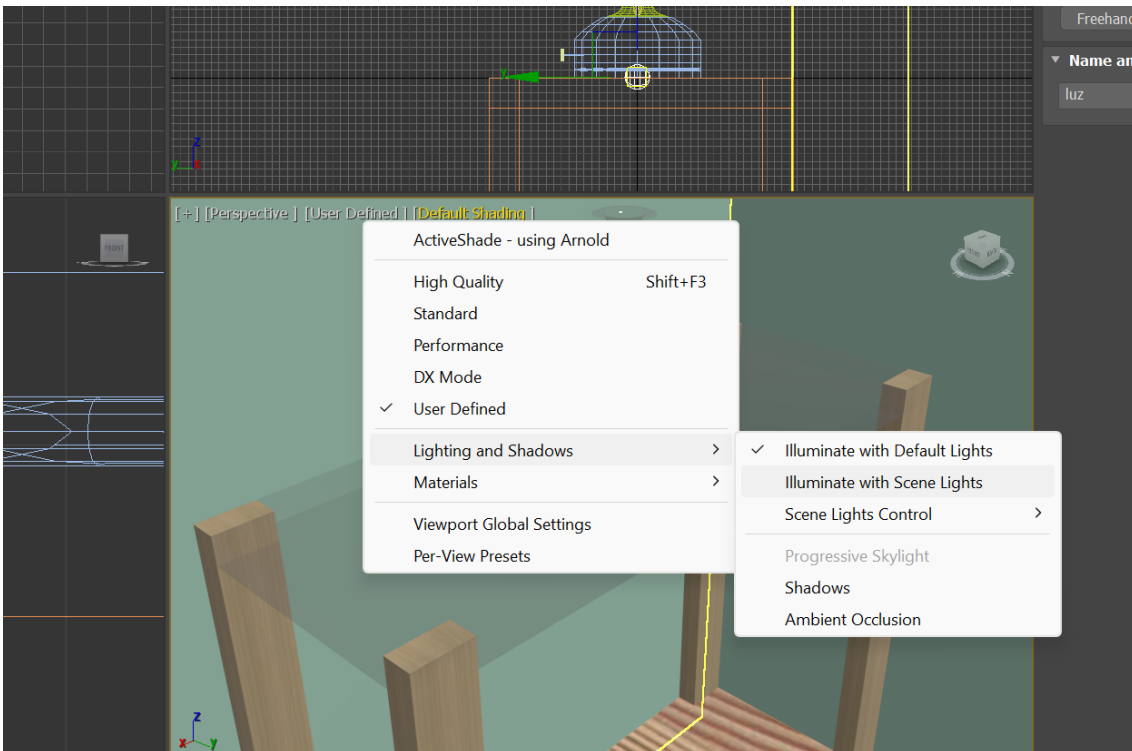 Freehand
Name an
luz
y
z
y x
[ + ] [Perspective ] [User Defined ] [Default Shading ]
FRONT
ActiveShade - using Arnold
High Quality Shift+F3
Standard
Performance
DX Mode
User Defined
Lighting and Shadows
Illuminate with Default Lights
Materials
Illuminate with Scene Lights
Scene Lights Control
Viewport Global Settings
Per-View Presets
Progressive Skylight
Shadows
Ambient Occlusion
z
x y